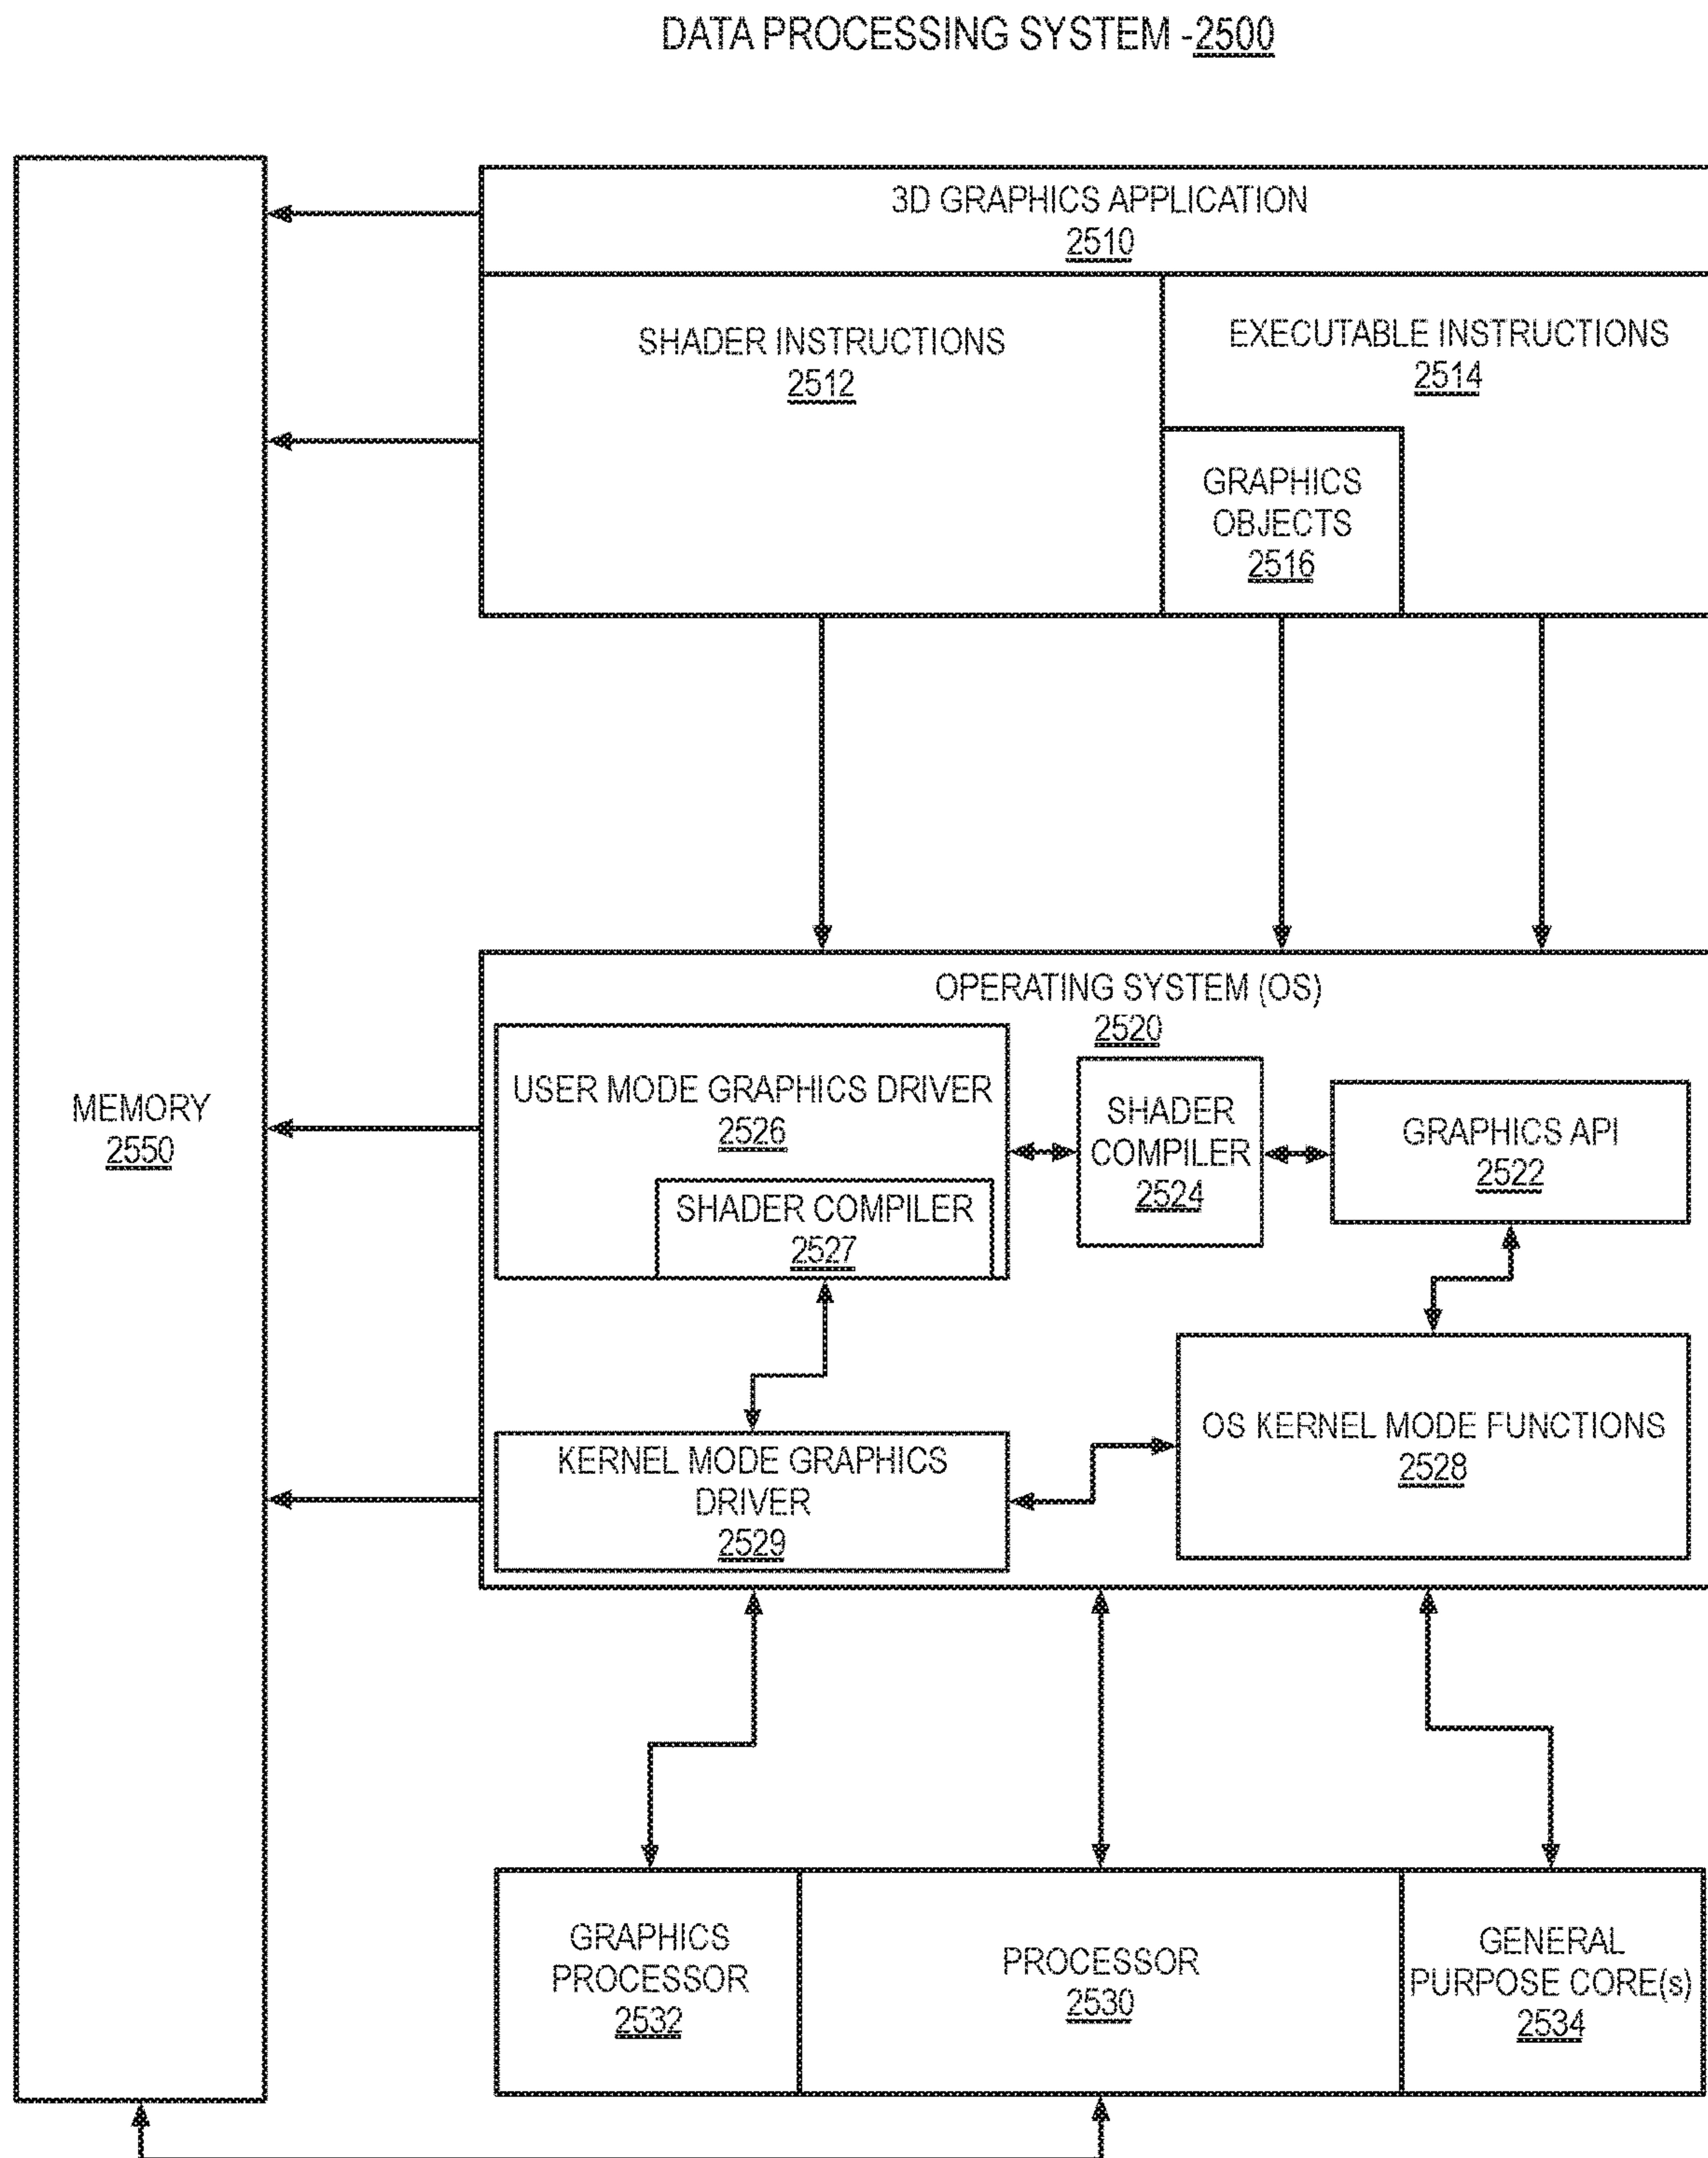 DATA PROCESSING SYSTEM -2500
3D GRAPHICS APPLICATION
2510
SHADER INSTRUCTIONS
2512
EXECUTABLE INSTRUCTIONS
2514
GRAPHICS
OBJECTS
2516
MEMORY
2550
OPERATING SYSTEM (OS)
2520
USER MODE GRAPHICS DRIVER
2526
SHADER COMPILER
2527
SHADER
COMPILER
2524
GRAPHICS API
2522
KERNEL MODE GRAPHICS
DRIVER
2529
OS KERNEL MODE FUNCTIONS
2528
GRAPHICS
PROCESSOR
2532
PROCESSOR
2530
GENERAL
PURPOSE CORE(s)
2534